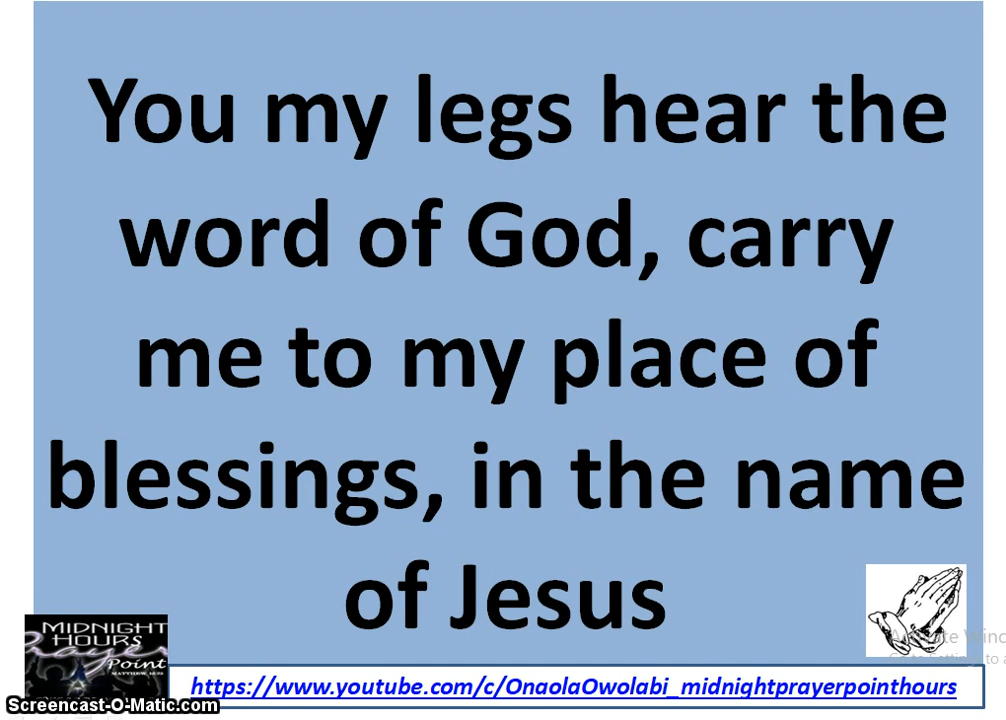 You my legs hear the
word of God, carry
me to my place of
blessings, in the name
of Jesus
MIDNIGHT
HOURS
Prayer
Point
https://www.youtube.com/c/OnaolaOwolabi_midnightprayerpointhours
Screencast-O-Matic.com